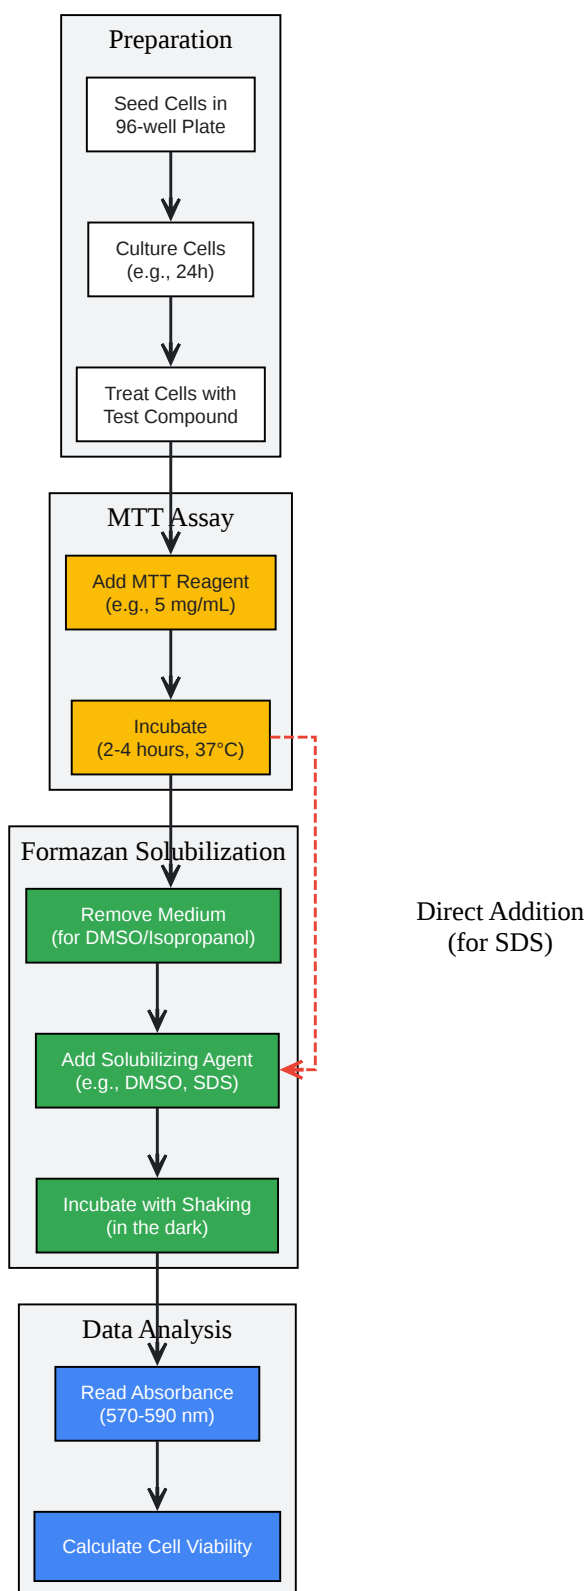 Preparation
Seed Cells in
96-well Plate
Culture Cells
(e.g., 24h)
Treat Cells with
Test Compound
MTT Assay
Add MTT Reagent
(e.g., 5 mg/mL)
Incubate
(2-4 hours, 37°C)
Formazan Solubilization
Remove Medium
(for DMSO/Isopropanol)
Direct Addition
(for SDS)
Add Solubilizing Agent
(e.g., DMSO, SDS)
Incubate with Shaking
(in the dark)
Data Analysis
Read Absorbance
(570-590 nm)
Calculate Cell Viability